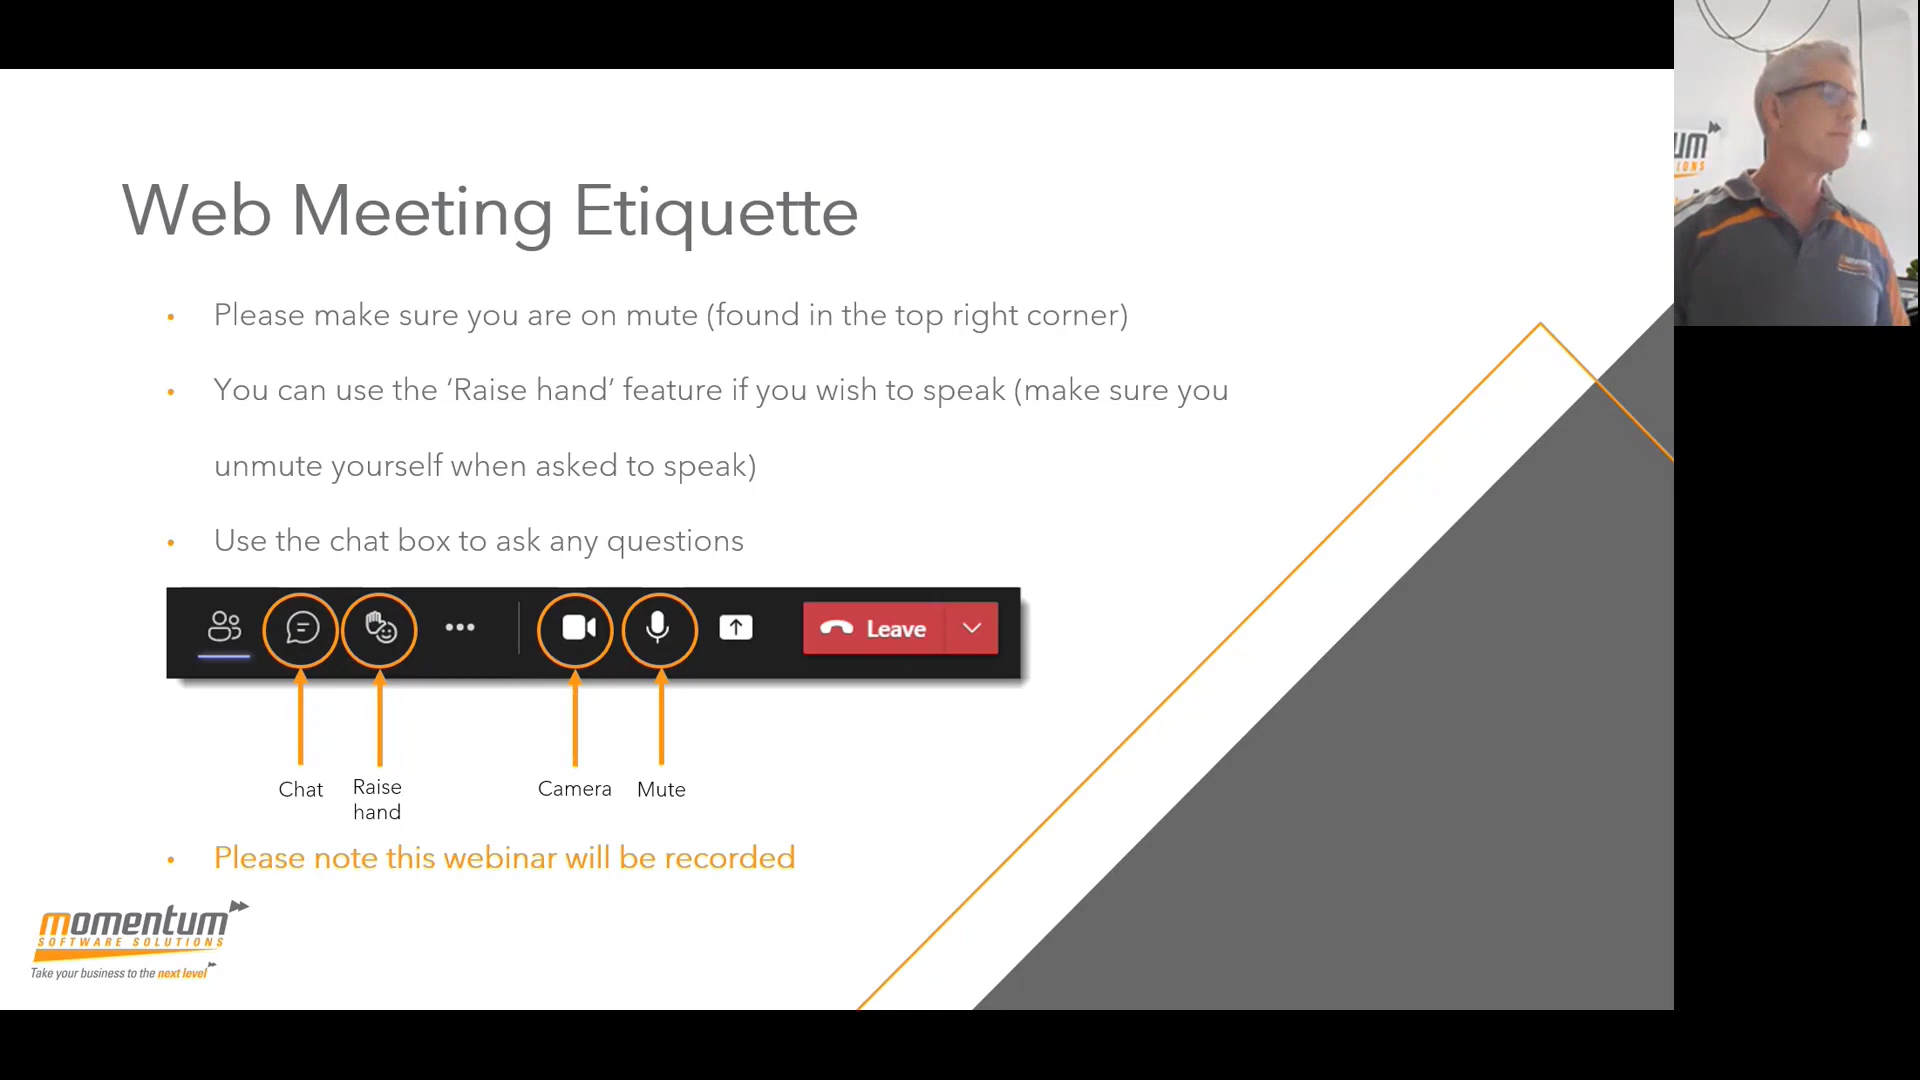 Web Meeting Etiquette
• Please make sure you are on mute (found in the top right corner)
• You can use the ‘Raise hand’ feature if you wish to speak (make sure you
unmute yourself when asked to speak)
• Use the chat box to ask any questions
Leave
Chat
Raise
hand
Camera
Mute
• Please note this webinar will be recorded
momentum
SOFTWARE SOLUTIONS
Take your business to the next level